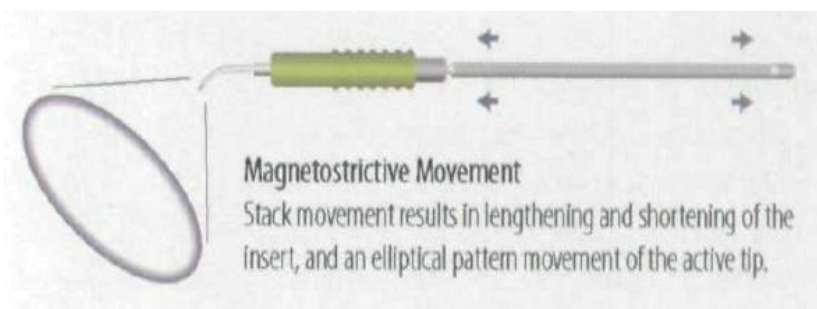 Magnetostrictive Movement
Stack movement results in lengthening and shortening of the
insert, and an elliptical pattern movement of the active tip.